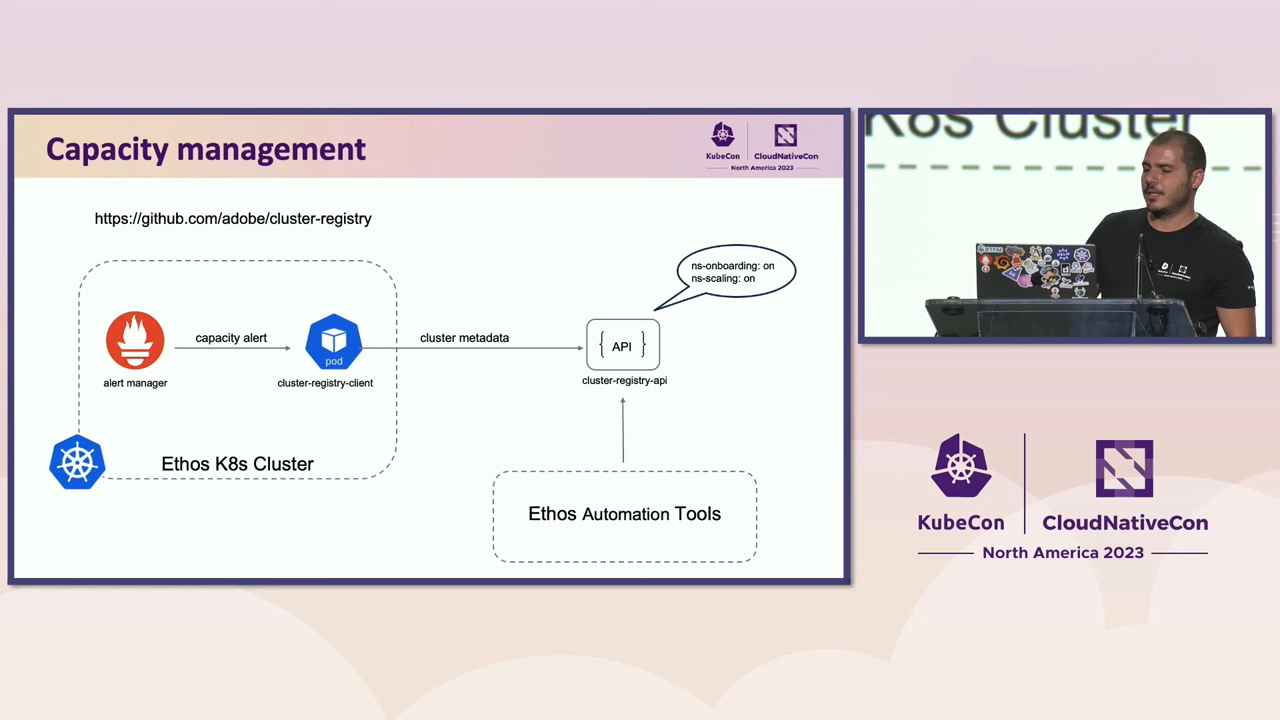 Capacity management
KubeCon
CloudNativeCon
North America 2023
https://github.com/adobe/cluster-registry
ns-onboarding: on
ns-scaling: on
capacity alert
pod
cluster metadata
{ API }
alert manager
cluster-registry-client
cluster-registry-api
Ethos K8s Cluster
Ethos Automation Tools
K8s Cluster
KubeCon
CloudNativeCon
North America 2023